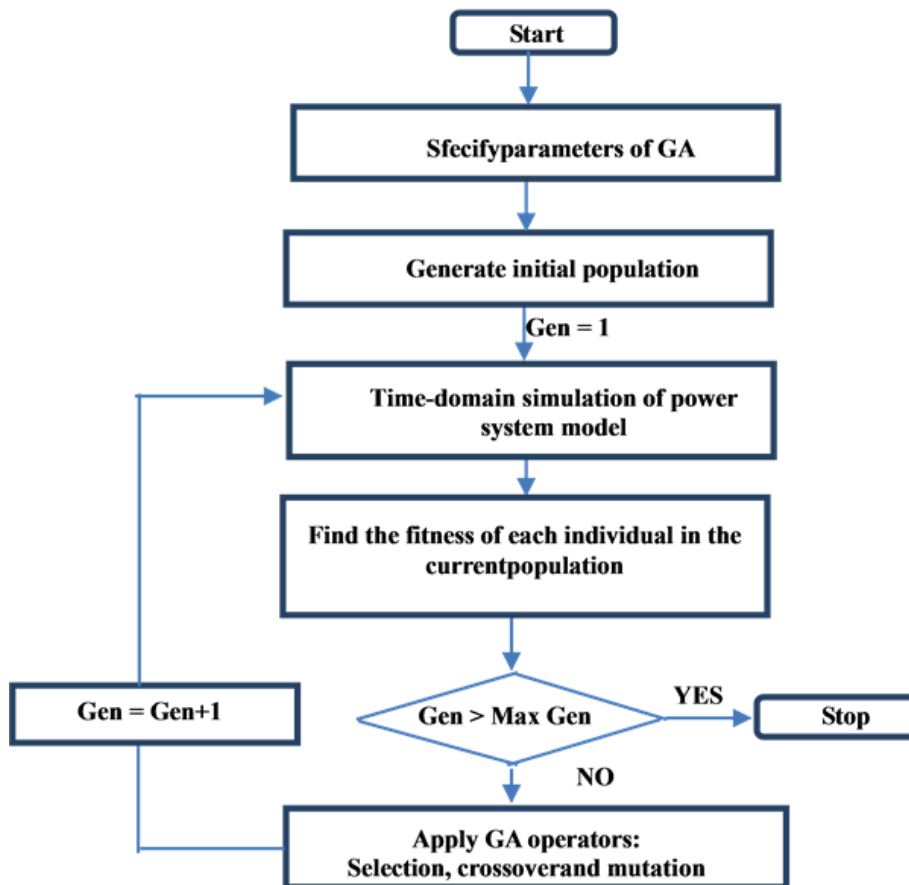 Start
Sfecifyparameters of GA
Generate initial population
Gen = 1
Time-domain simulation of power
system model
Find the fitness of each individual in the
currentpopulation
Gen = Gen+1
Gen > Max Gen
YES
Stop
NO
Apply GA operators:
Selection, crossoverand mutation